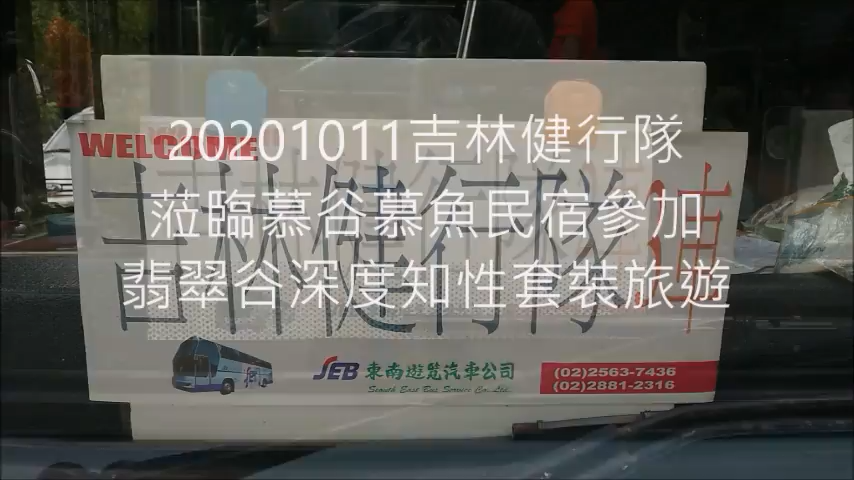 20201011吉林健行隊
蒞臨慕谷慕魚民宿參加
翡翠谷深度知性套裝旅遊
WELCOME
吉林健行隊 車
SEB 東南遊覽汽車公司
Seouth East Bus Service Co., Ltd.
(02)2563-7436
(02)2881-2316